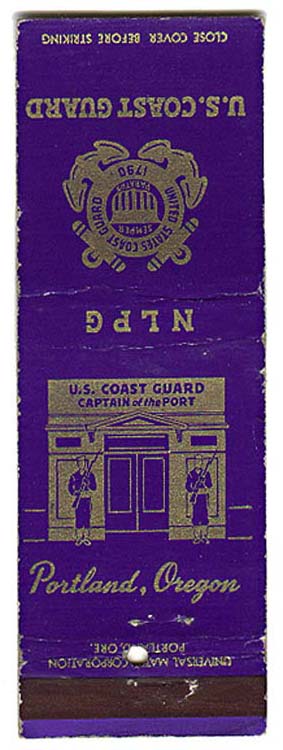 CLOSE COVER BEFORE STRIKING
U.S. COAST GUARD
UNITED STATES COAST GUARD
1790
SEMPER
PARATUS
NLPG
U.S. COAST GUARD
CAPTAIN of the PORT
Portland, Oregon
UNIVERSAL MATCH CORPORATION
PORTLAND, ORE.